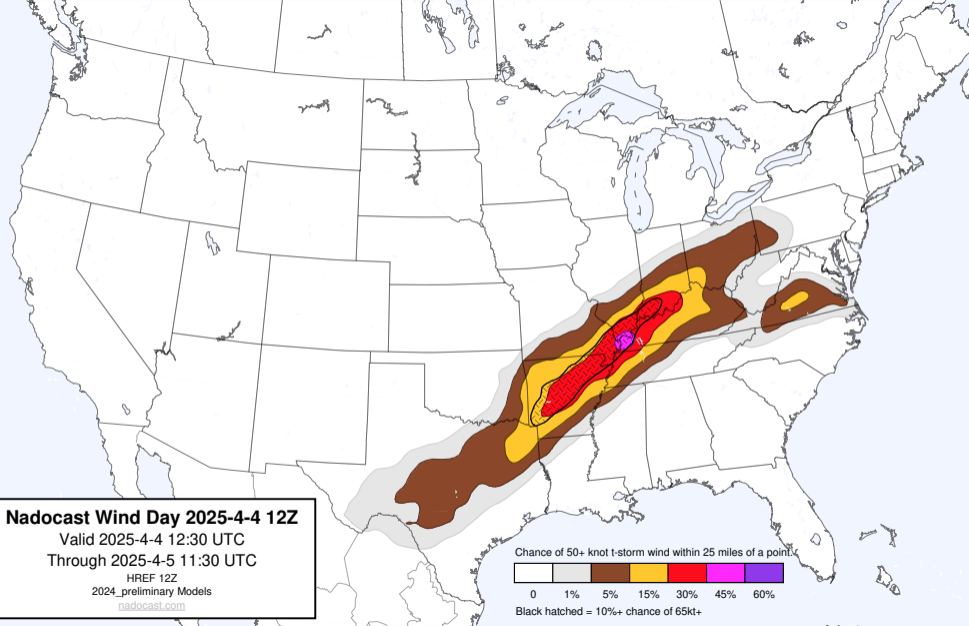 Nadocast Wind Day 2025-4-4 12Z
Valid 2025-4-4 12:30 UTC
Through 2025-4-5 11:30 UTC
HREF 12Z
2024_preliminary Models
nadocast.com
Chance of 50+ knot t-storm wind within 25 miles of a point.
0 1% 5% 15% 30% 45% 60%
Black hatched = 10%+ chance of 65kt+